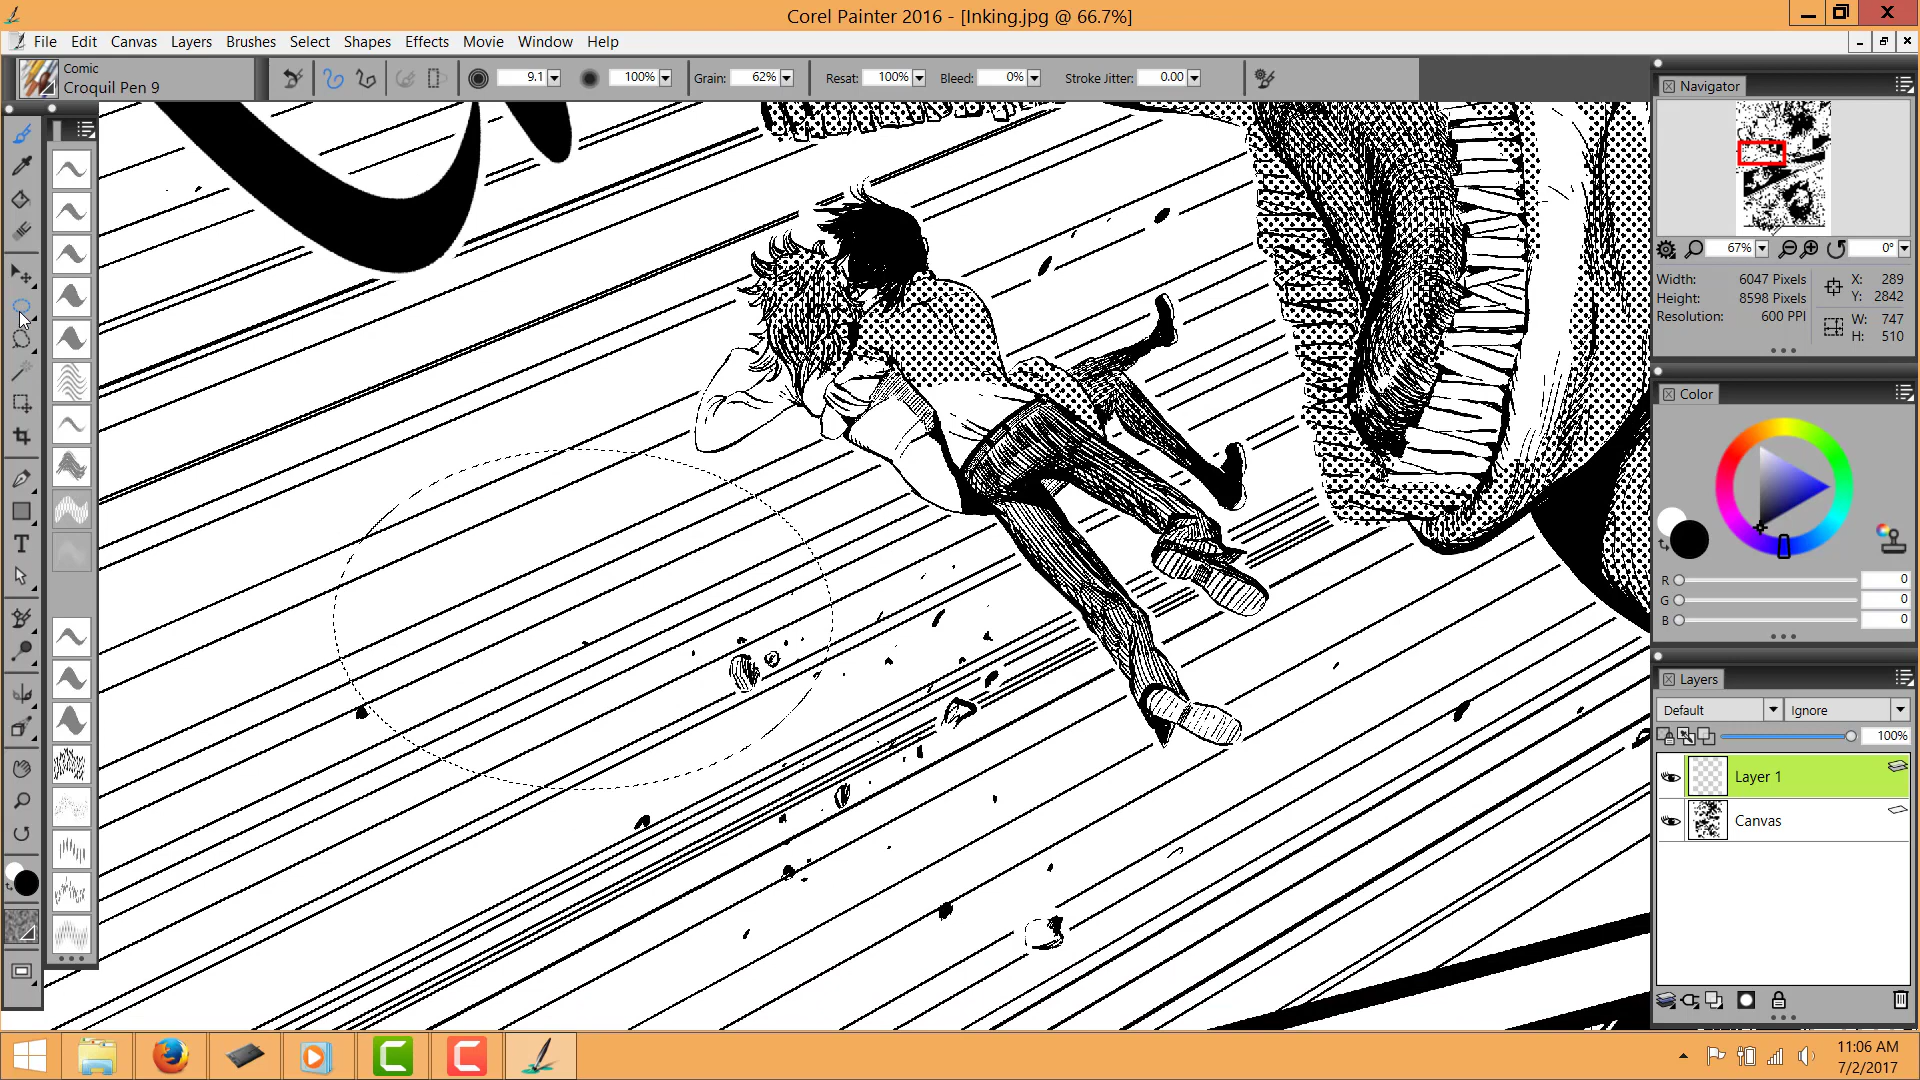 Corel Painter 2016 - [Inking.jpg @ 66.7%]
File Edit Canvas Layers Brushes Select Shapes Effects Movie Window Help
Comic
Croquil Pen 9
9.1 100% Grain: 62% Resat: 100% Bleed: 0% Stroke Jitter: 0.00
Navigator
67% 0°
Width: 6047 Pixels
Height: 8598 Pixels
Resolution: 600 PPI
X: 289
Y: 2842
W: 747
H: 510
Color
R 0
G 0
B 0
Layers
Default Ignore
100%
Layer 1
Canvas
T
11:06 AM
7/2/2017